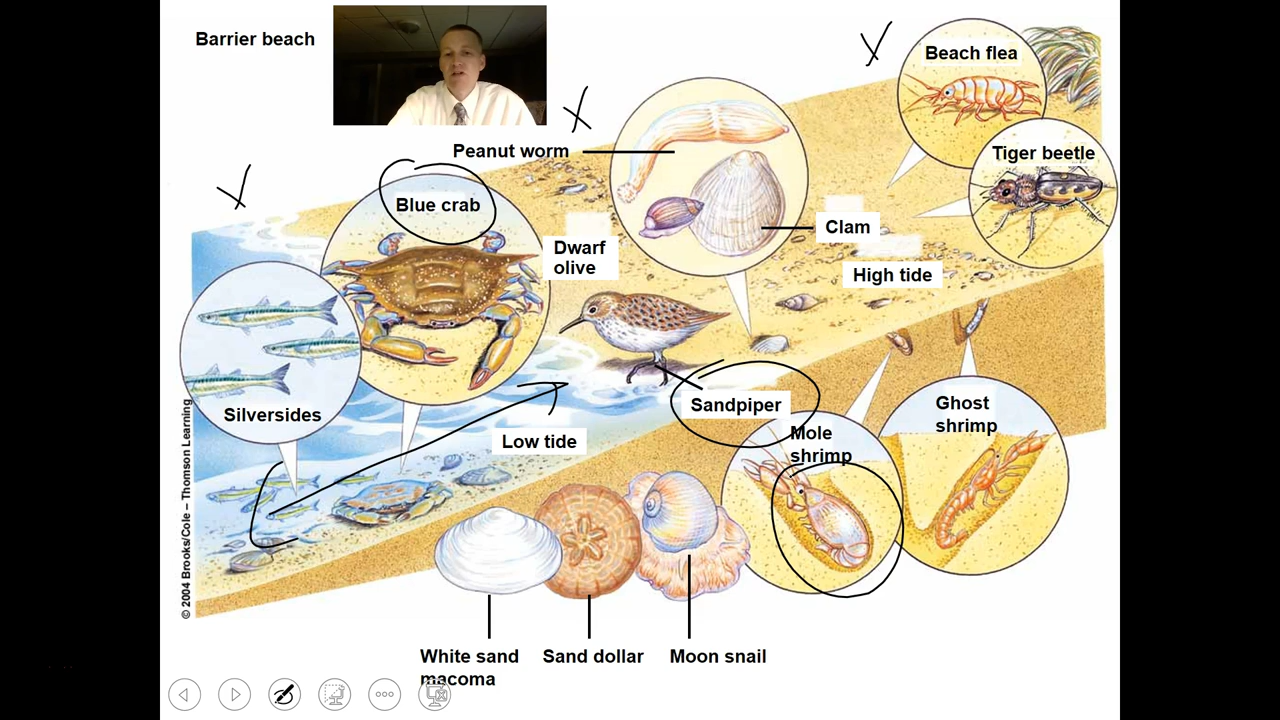 Barrier beach
Beach flea
Peanut worm
Tiger beetle
Blue crab
Clam
Dwarf
olive
High tide
Silversides
Sandpiper
Ghost
shrimp
Low tide
Mole
shrimp
© 2004 Brooks/Cole – Thomson Learning
White sand
macoma
Sand dollar
Moon snail